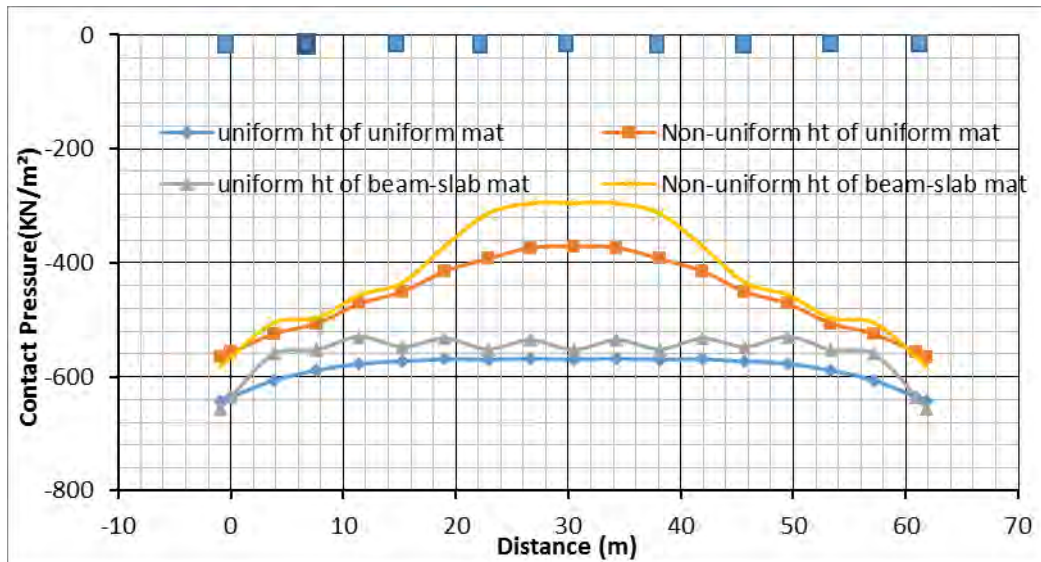 0
uniform ht of uniform mat
Non-uniform ht of uniform mat
-200
uniform ht of beam-slab mat
Non-uniform ht of beam-slab mat
Contact Pressure(KN/m²)
-400
-600
-800
-10 0 10 20 30 40 50 60 70
Distance (m)